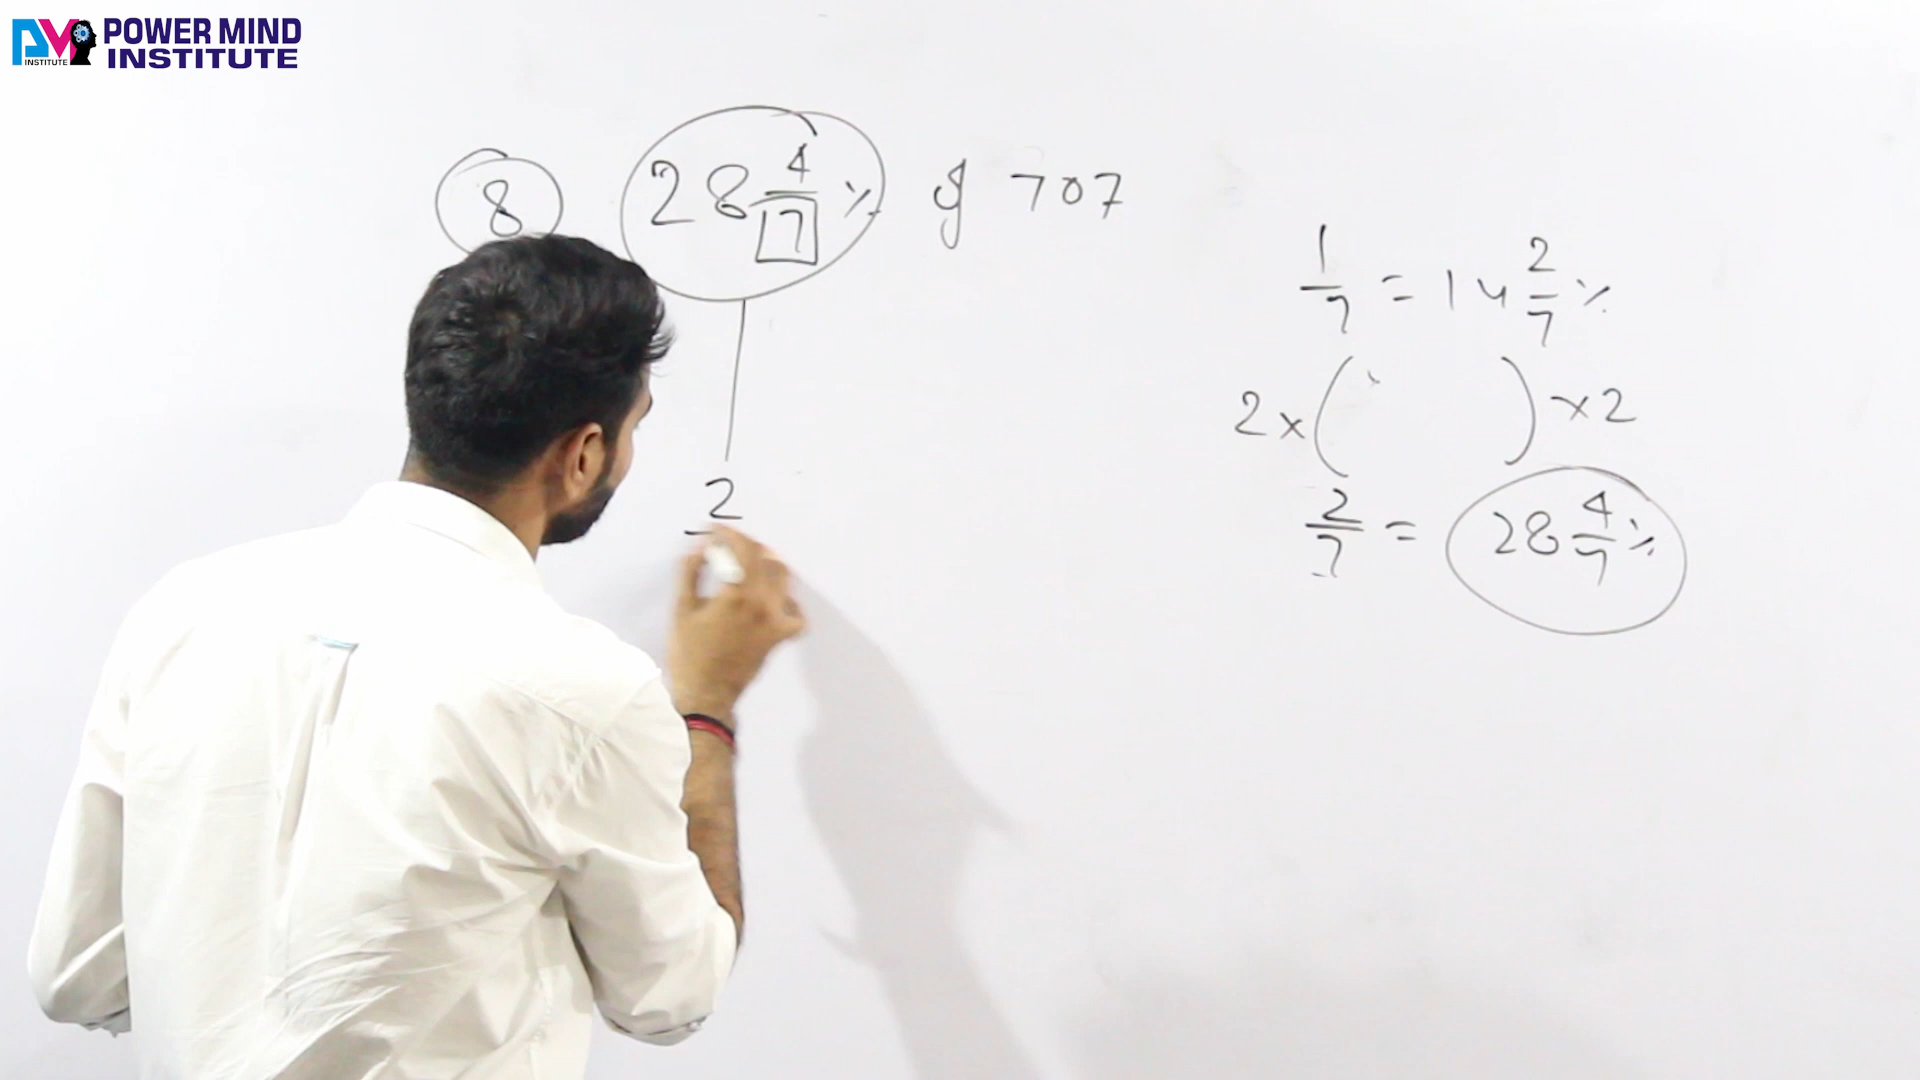 POWER MIND
INSTITUTE
PM
INSTITUTE
8 28 4/7 % of 707
1/7 = 14 2/7 %
2 × ( ) × 2
2/7 = 28 4/7 %
2